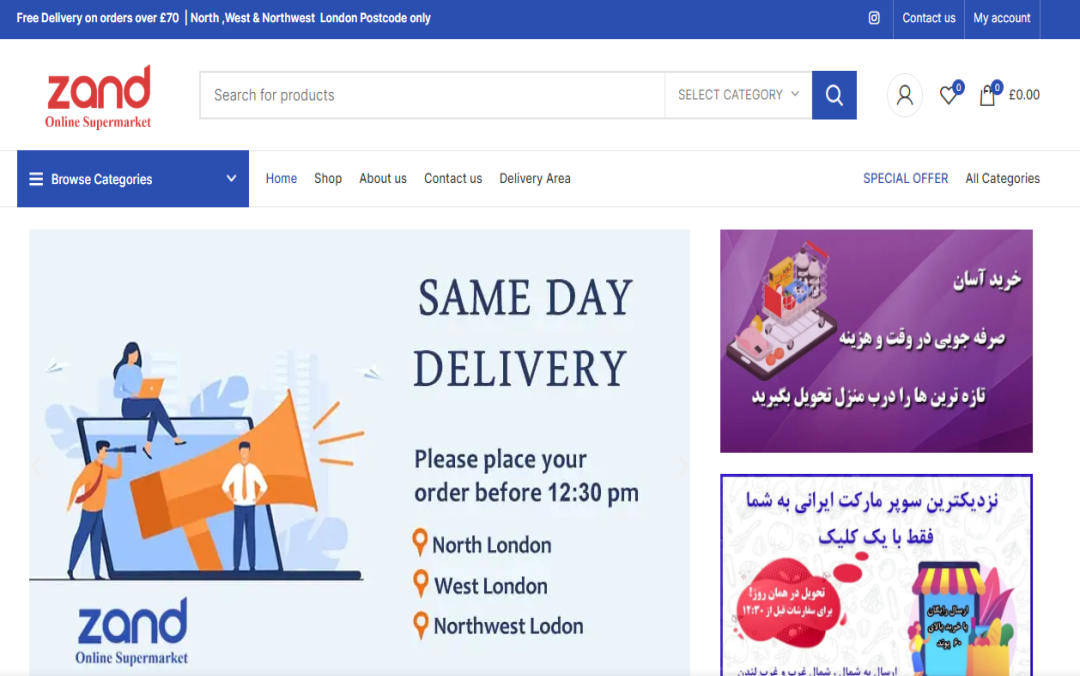 Free Delivery on orders over £70 | North ,West & Northwest London Postcode only
Contact us
My account
zand
Online Supermarket
Search for products
SELECT CATEGORY
0
0
£0.00
Browse Categories
Home
Shop
About us
Contact us
Delivery Area
SPECIAL OFFER
All Categories
SAME DAY
DELIVERY
Please place your
order before 12:30 pm
North London
West London
Northwest Lodon
zand
Online Supermarket
خرید آسان
صرفه جویی در وقت و هزینه
تازه ترین ها را درب منزل تحویل بگیرید
نزدیکترین سوپر مارکت ایرانی به شما
فقط با یک کلیک
تحویل در همان روز!
برای سفارشات قبل از ۱۲:۳۰
ارسال رایگان
با خرید بالای
۶۰ پوند
ارسال به شمال ، شمال غرب و غرب لندن